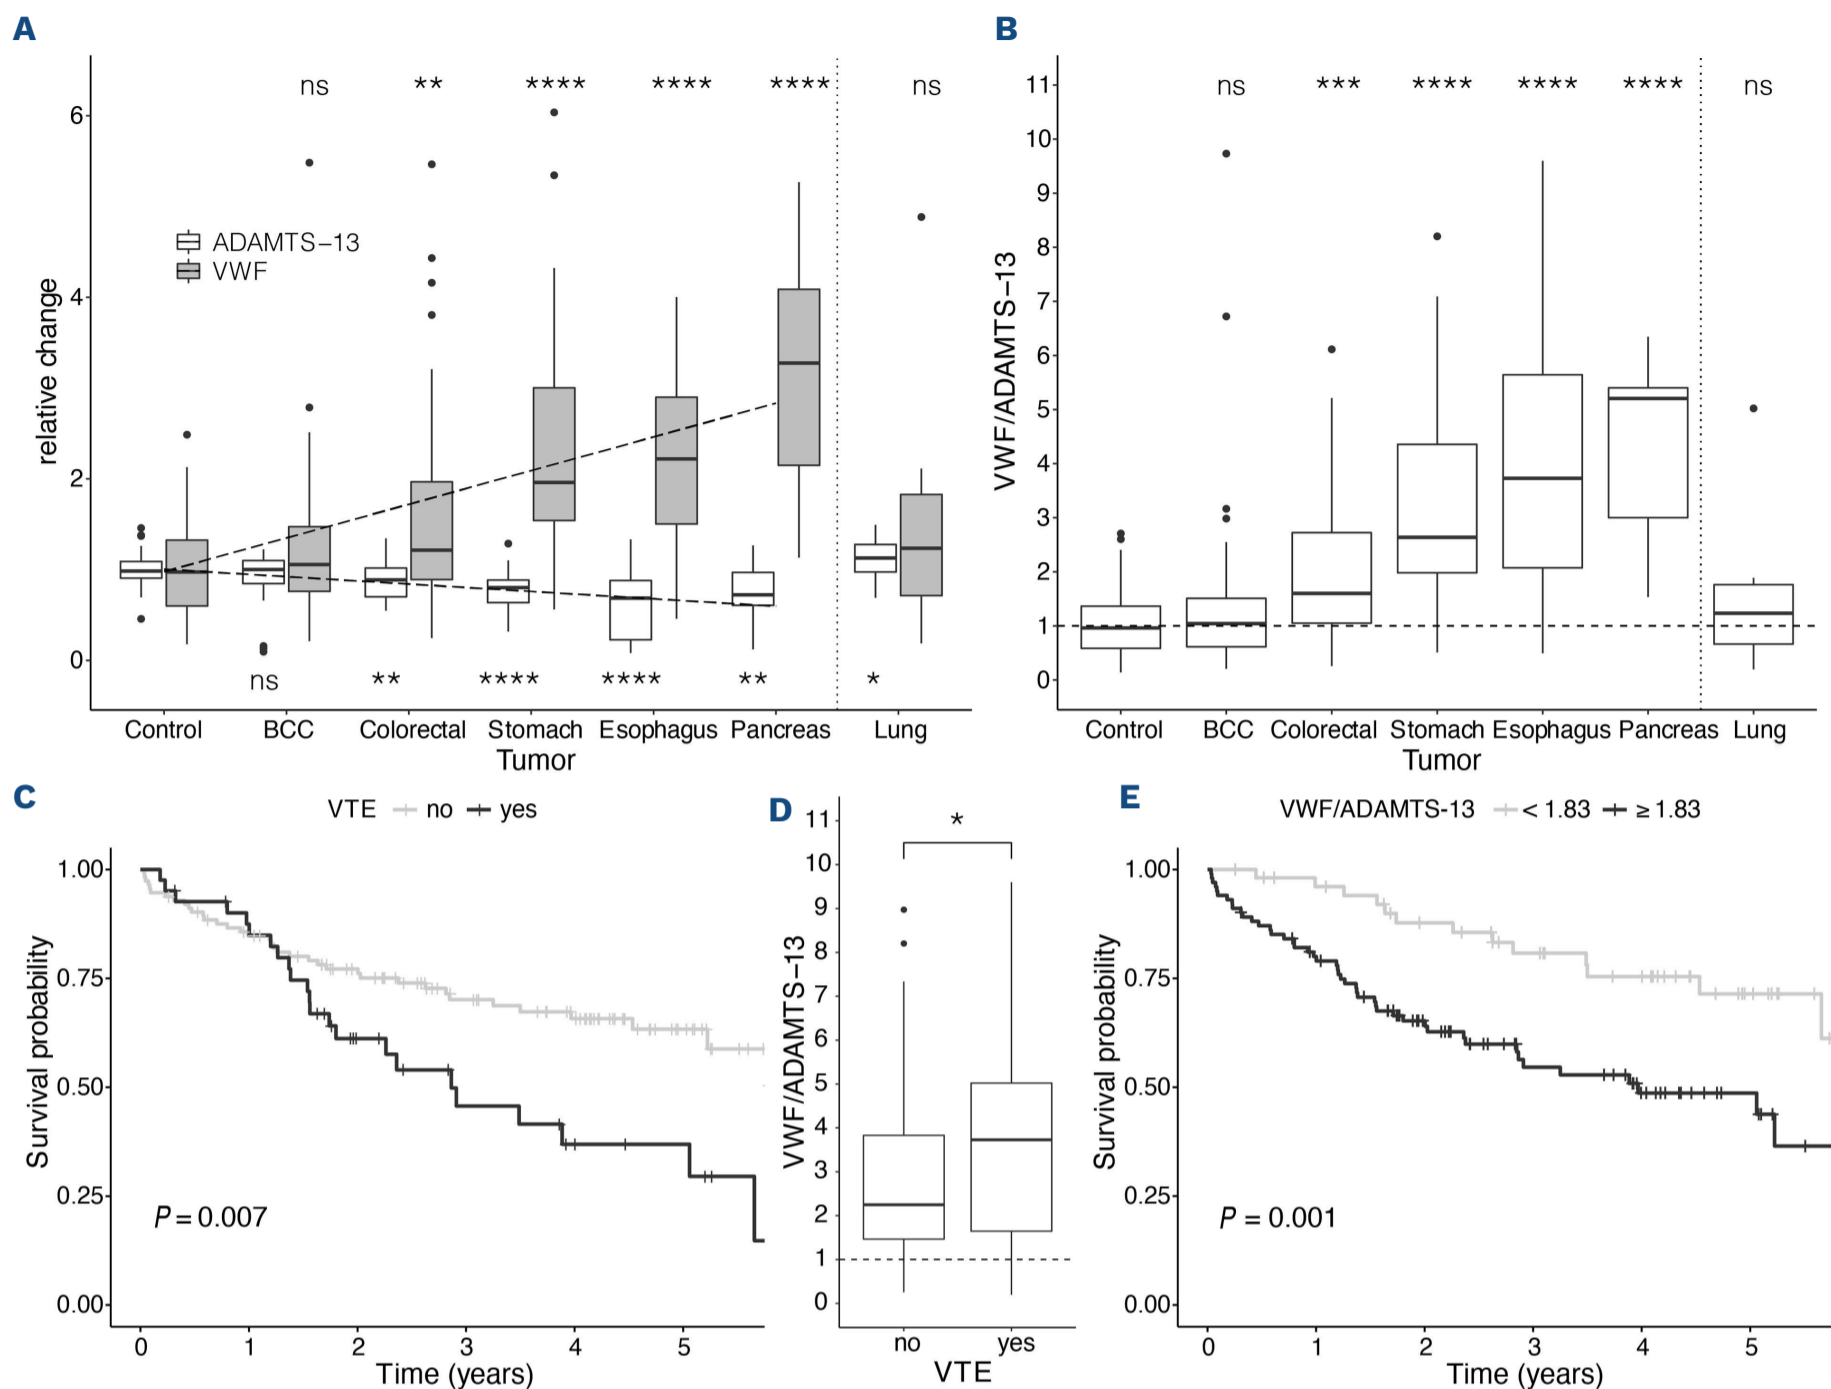 A
ns ** **** **** **** ns
6
4
2
0
relative change
ADAMTS–13
VWF
ns ** **** **** ** *
Control BCC Colorectal Stomach Esophagus Pancreas Lung
Tumor
B
ns *** **** **** **** ns
11
10
9
8
7
6
5
4
3
2
1
0
VWF/ADAMTS–13
Control BCC Colorectal Stomach Esophagus Pancreas Lung
Tumor
C
VTE no yes
1.00
0.75
0.50
0.25
0.00
Survival probability
P = 0.007
0 1 2 3 4 5
Time (years)
D
*
11
10
9
8
7
6
5
4
3
2
1
0
VWF/ADAMTS–13
no yes
VTE
E
VWF/ADAMTS-13 < 1.83 ≥ 1.83
1.00
0.75
0.50
0.25
0.00
Survival probability
P = 0.001
0 1 2 3 4 5
Time (years)